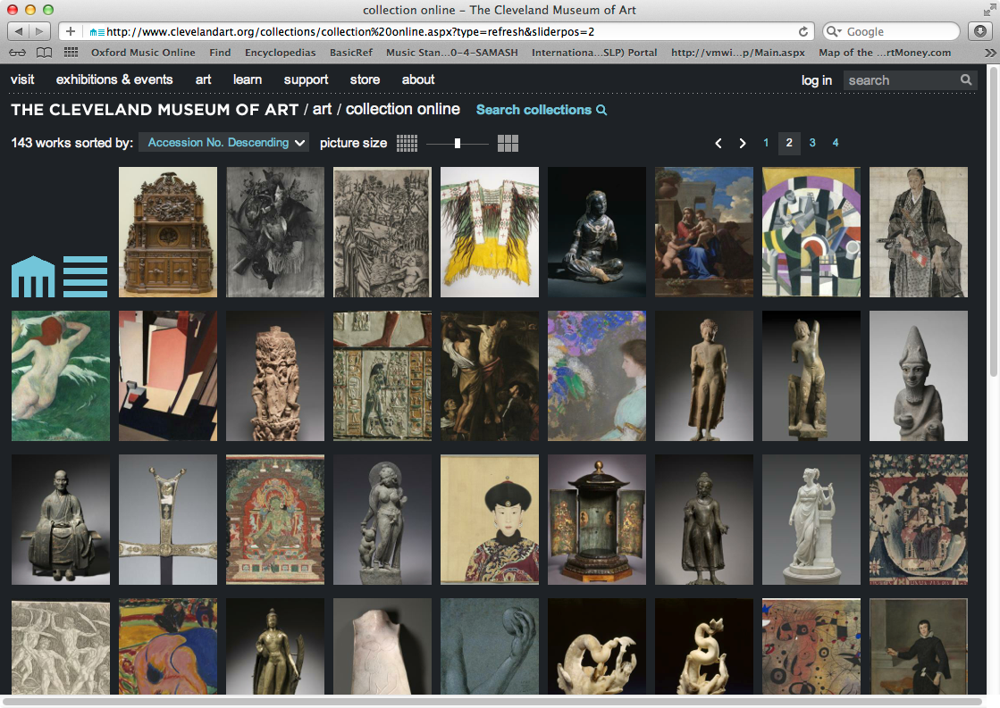 collection online – The Cleveland Museum of Art
http://www.clevelandart.org/collections/collection%20online.aspx?type=refresh&sliderpos=2
Google
Oxford Music Online Find Encyclopedias BasicRef Music Stan...0-4-SAMASH Internationa...SLP) Portal http://vmwi...p/Main.aspx Map of the ...rtMoney.com
visit exhibitions & events art learn support store about log in search
THE CLEVELAND MUSEUM OF ART / art / collection online Search collections
143 works sorted by: Accession No. Descending picture size 1 2 3 4